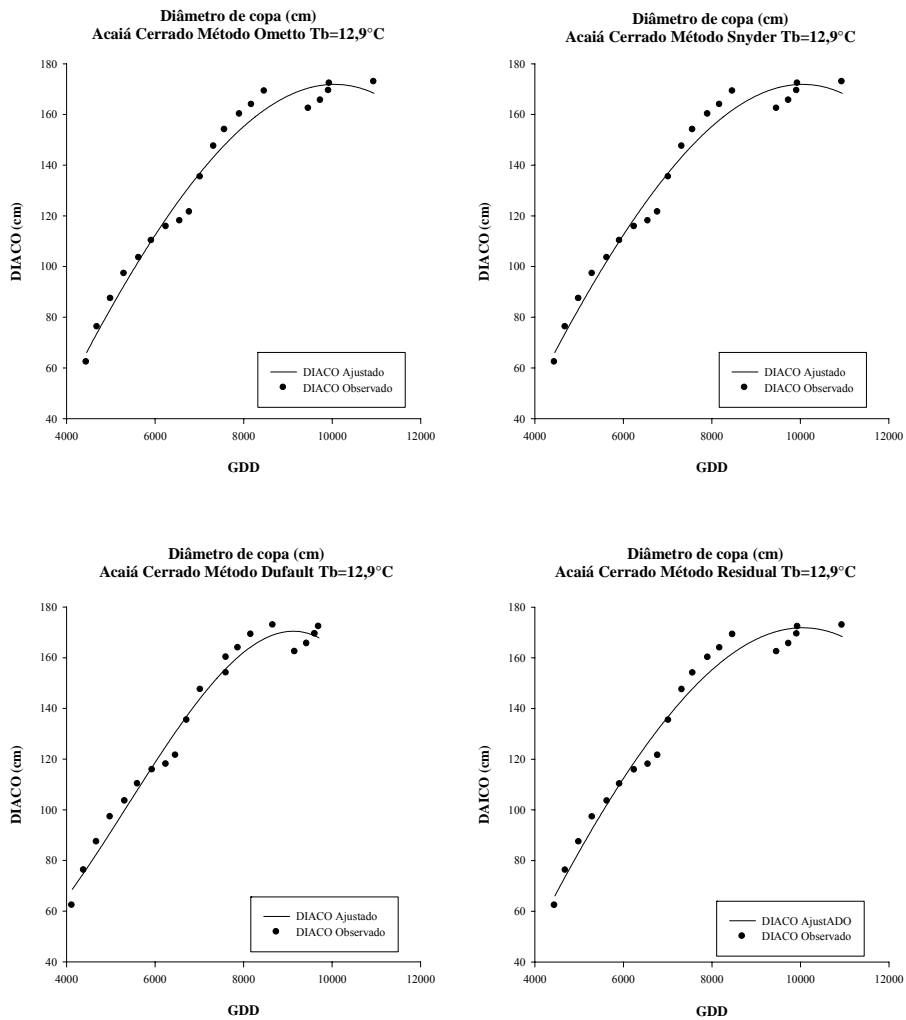 Diâmetro de copa (cm)
Acaiá Cerrado Método Ometto Tb=12,9°C
180
160
140
120
100
80
60
40
DIACO (cm)
4000 6000 8000 10000 12000
GDD
DIACO Ajustado
DIACO Observado
Diâmetro de copa (cm)
Acaiá Cerrado Método Snyder Tb=12,9°C
180
160
140
120
100
80
60
40
DIACO (cm)
4000 6000 8000 10000 12000
GDD
DIACO Ajustado
DIACO Observado
Diâmetro de copa (cm)
Acaiá Cerrado Método Dufault Tb=12,9°C
180
160
140
120
100
80
60
40
DIACO (cm)
4000 6000 8000 10000 12000
GDD
DIACO Ajustado
DIACO Observado
Diâmetro de copa (cm)
Acaiá Cerrado Método Residual Tb=12,9°C
180
160
140
120
100
80
60
40
DAICO (cm)
4000 6000 8000 10000 12000
GDD
DIACO AjustADO
DIACO Observado